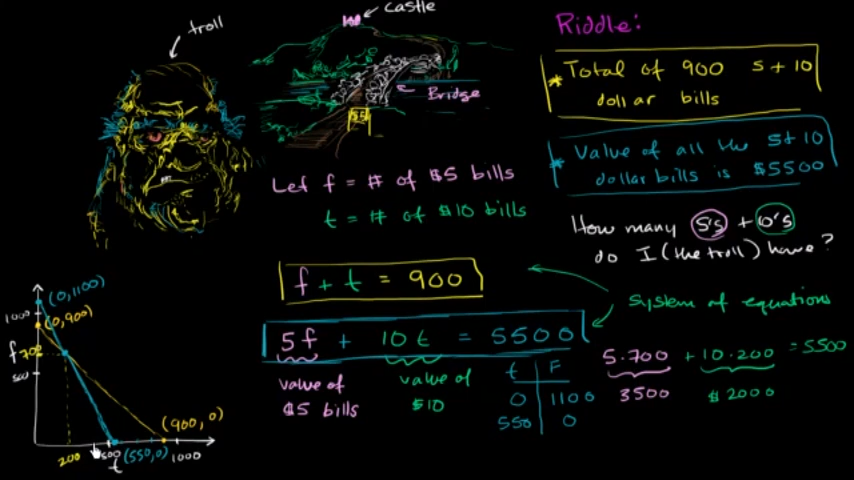 troll
castle
Bridge
$5
Riddle:
* Total of 900 5 + 10
dollar bills
* Value of all the 5+10
dollar bills is $5500
How many 5's + 10's
do I (the troll) have?
Let f = # of $5 bills
t = # of $10 bills
f + t = 900
System of equations
5f + 10t = 5500
value of
$5 bills
value of
$10
t F
0 1100
550 0
5·700 + 10·200 = 5500
3500 $2000
(0,1100)
1000
(0,900)
f 700
500
(900,0)
200 500 (550,0) 1000
t